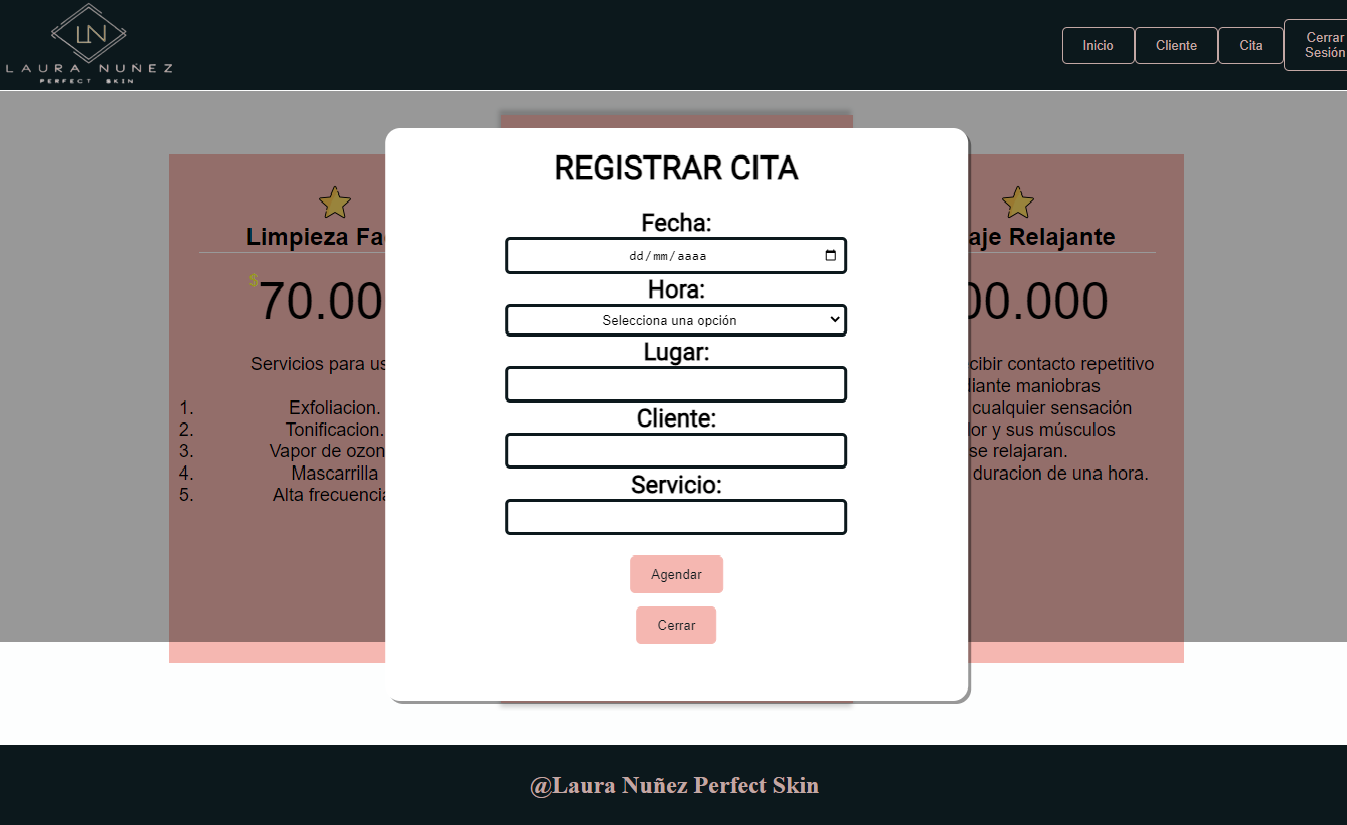 LN
LAURA NUÑEZ
PERFECT SKIN
Inicio
Cliente
Cita
Cerrar
Sesión
REGISTRAR CITA
Fecha:
dd/mm/aaaa
Hora:
Selecciona una opción
Lugar:
Cliente:
Servicio:
Agendar
Cerrar
Limpieza Fa
$
70.00
Servicios para us
1. Exfoliacion.
2. Tonificacion.
3. Vapor de ozon
4. Mascarrilla
5. Alta frecuencia
aje Relajante
00.000
cibir contacto repetitivo
diante maniobras
cualquier sensación
lor y sus músculos
se relajaran.
duracion de una hora.
@Laura Nuñez Perfect Skin